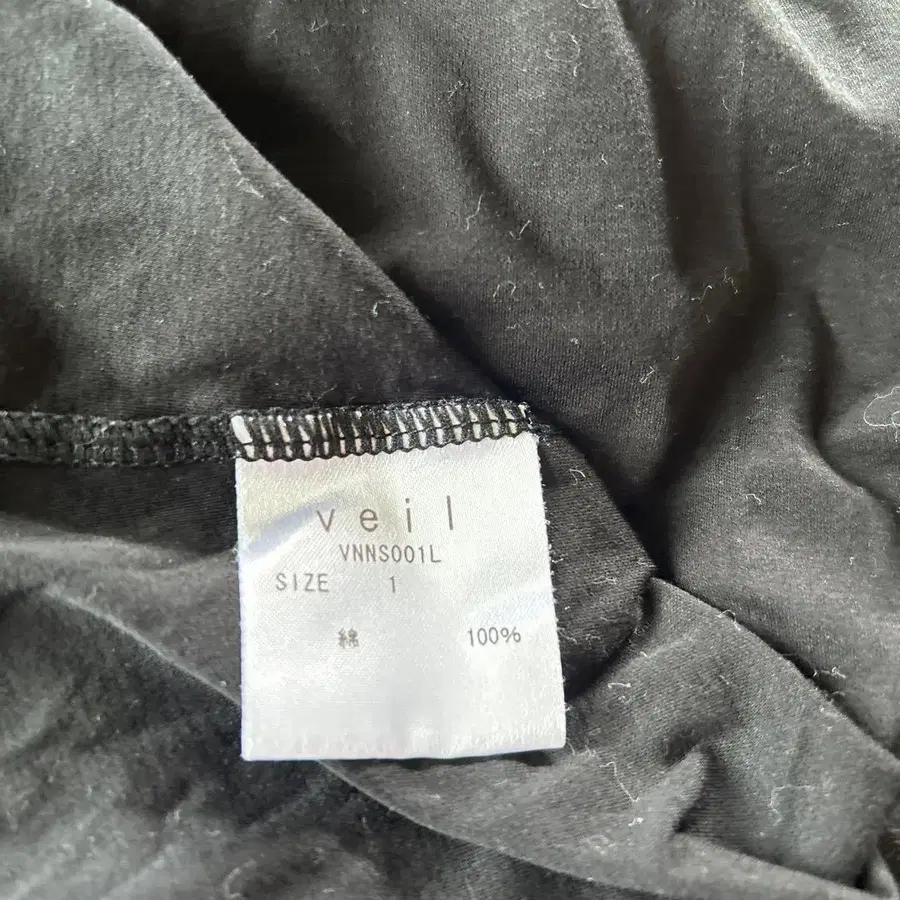 veil
VNNS001L
SIZE 1
綿 100%